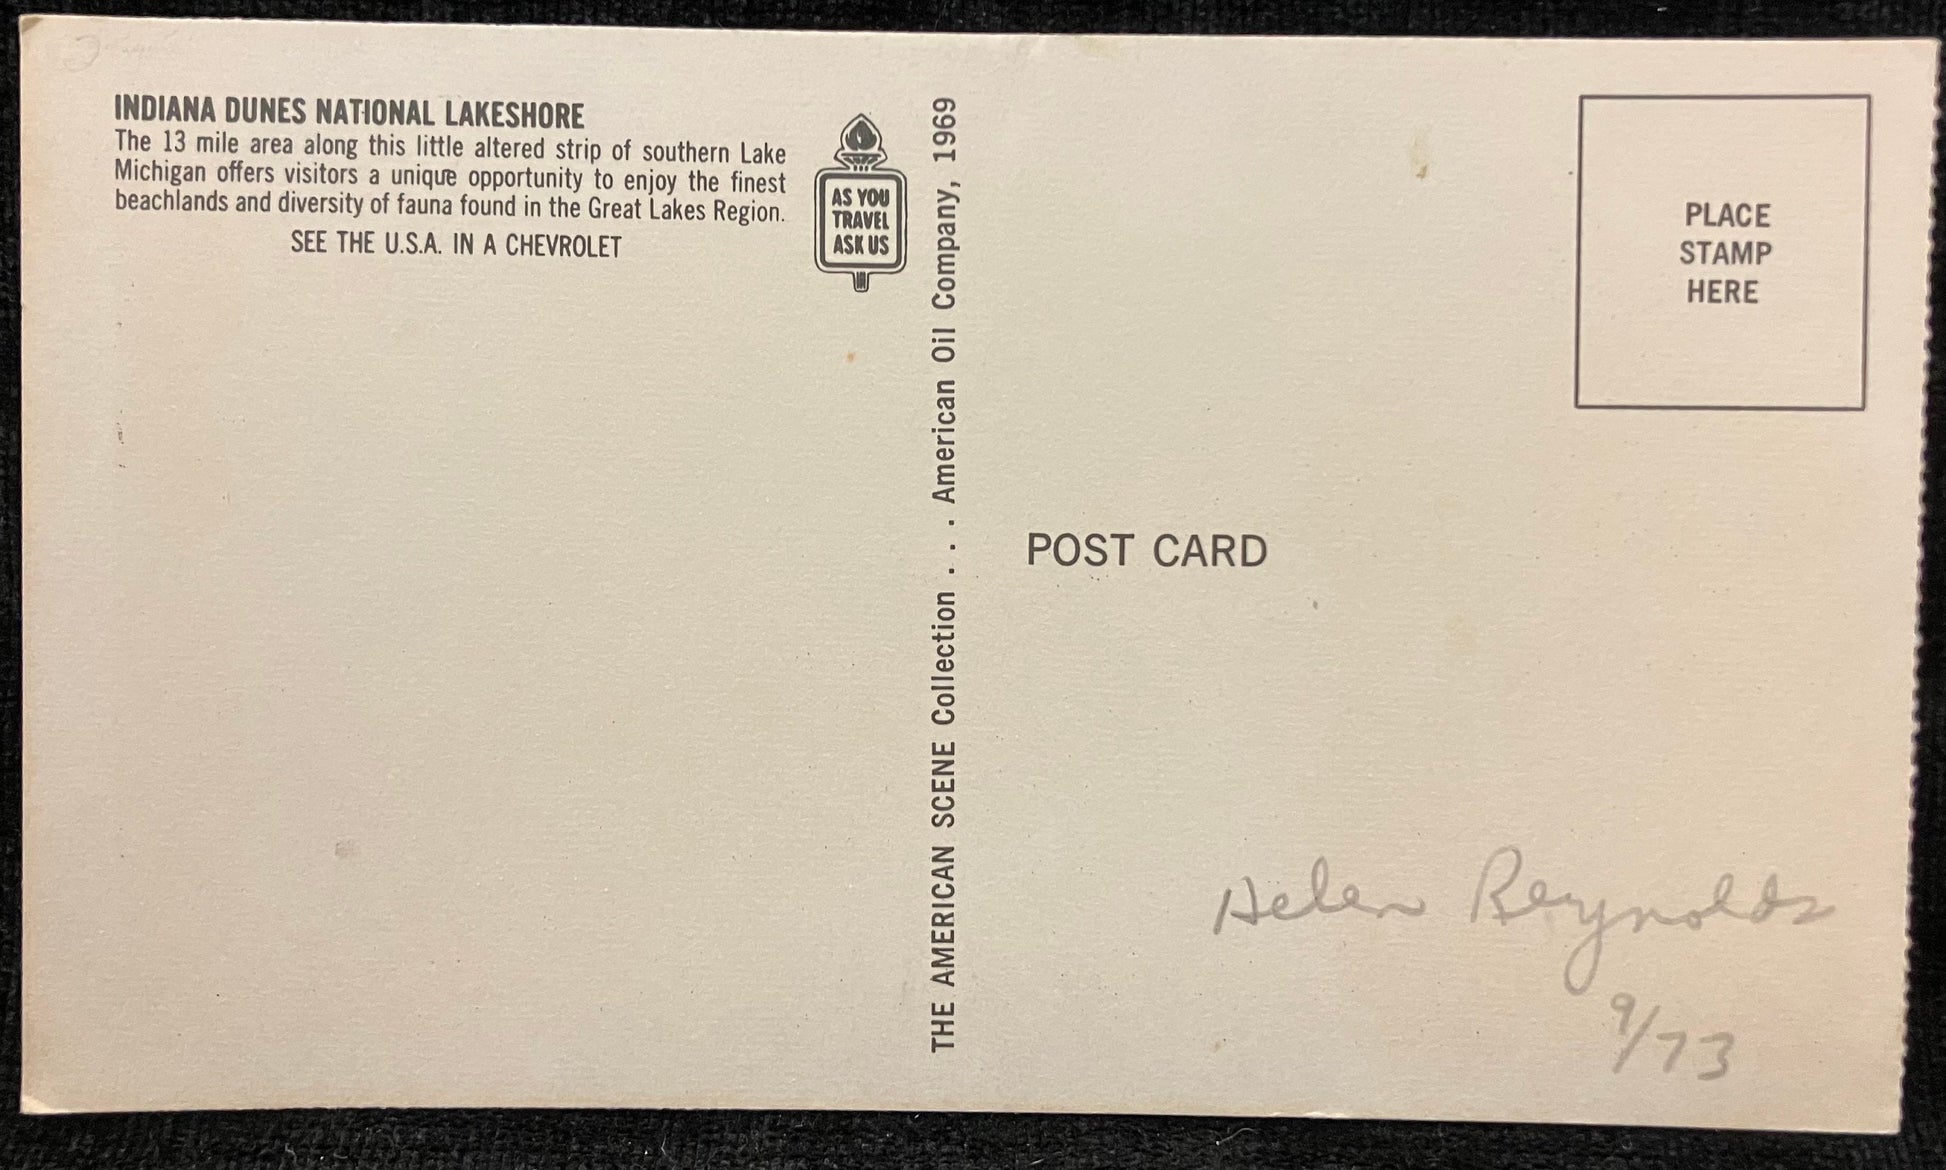 INDIANA DUNES NATIONAL LAKESHORE
The 13 mile area along this little altered strip of southern Lake
Michigan offers visitors a unique opportunity to enjoy the finest
beachlands and diversity of fauna found in the Great Lakes Region.
SEE THE U.S.A. IN A CHEVROLET
AS YOU
TRAVEL
ASK US
THE AMERICAN SCENE Collection . . . American Oil Company, 1969
PLACE
STAMP
HERE
POST CARD
Helen Reynolds
9/73